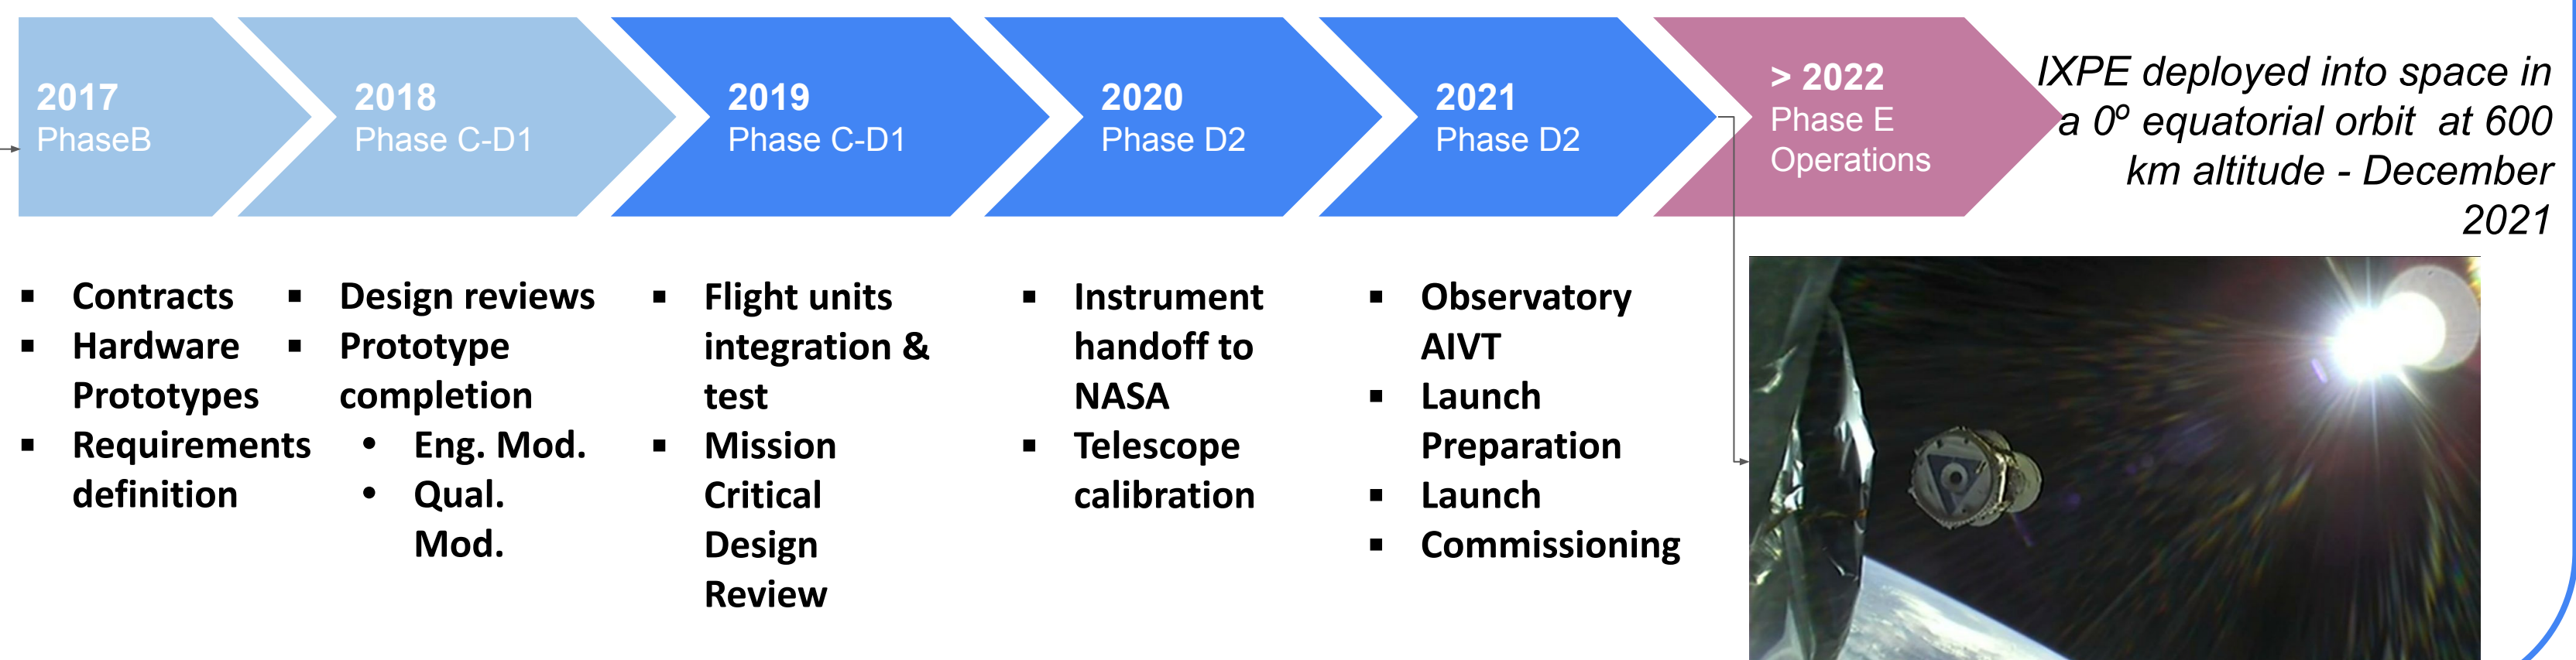 2017
PhaseB
2018
Phase C-D1
2019
Phase C-D1
2020
Phase D2
2021
Phase D2
> 2022
Phase E
Operations
IXPE deployed into space in
a 0º equatorial orbit  at 600
km altitude - December
2021
▪ Contracts
▪ Hardware
Prototypes
▪ Requirements
definition
▪ Design reviews
▪ Prototype
completion
• Eng. Mod.
• Qual.
Mod.
▪ Flight units
integration &
test
▪ Mission
Critical
Design
Review
▪ Instrument
handoff to
NASA
▪ Telescope
calibration
▪ Observatory
AIVT
▪ Launch
Preparation
▪ Launch
▪ Commissioning